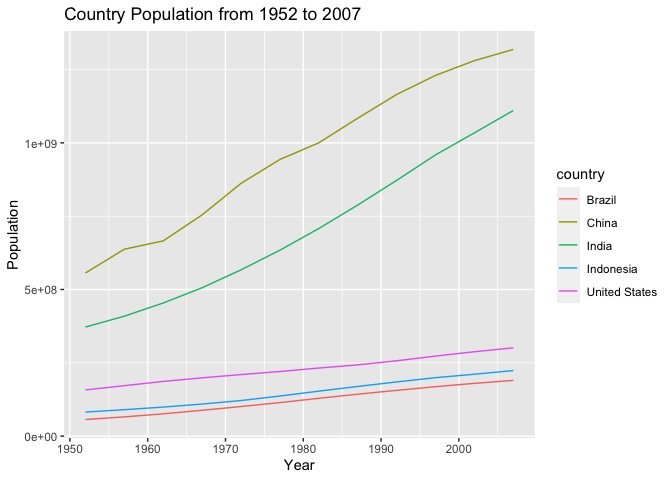 Country Population from 1952 to 2007
Population
1e+09
5e+08
0e+00
1950 1960 1970 1980 1990 2000
Year
country
Brazil
China
India
Indonesia
United States